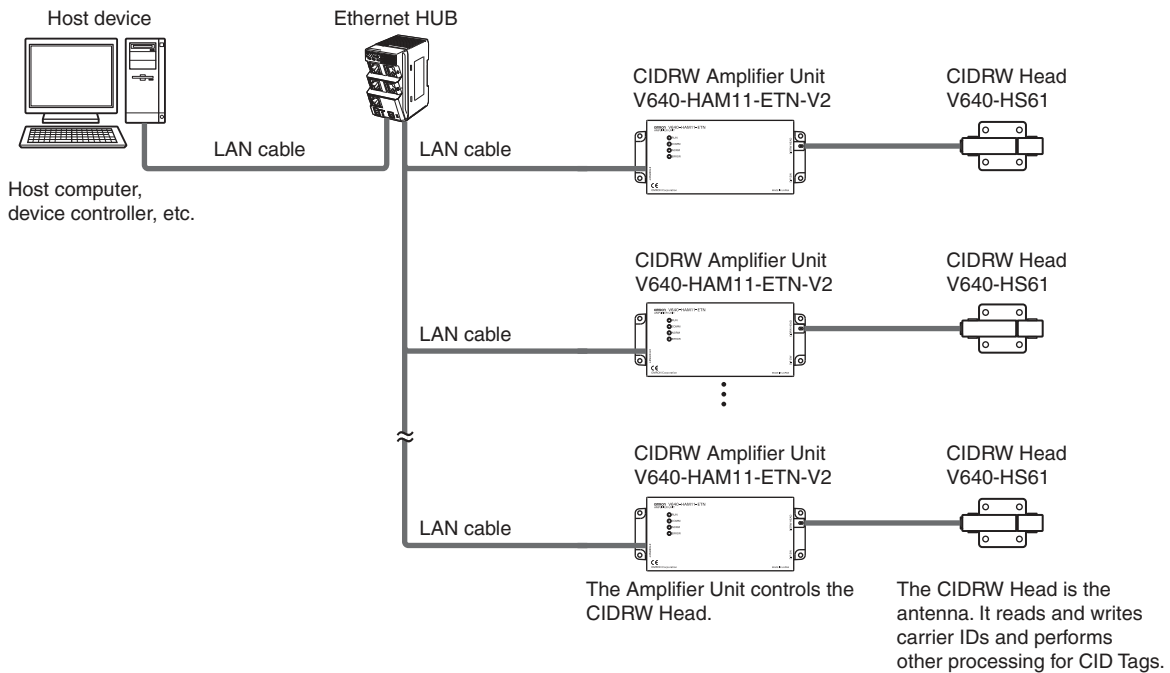 Host device
Ethernet HUB
CIDRW Amplifier Unit
V640-HAM11-ETN-V2
CIDRW Head
V640-HS61
LAN cable
LAN cable
Host computer,
device controller, etc.
CIDRW Amplifier Unit
V640-HAM11-ETN-V2
CIDRW Head
V640-HS61
LAN cable
CIDRW Amplifier Unit
V640-HAM11-ETN-V2
CIDRW Head
V640-HS61
LAN cable
The Amplifier Unit controls the
CIDRW Head.
The CIDRW Head is the
antenna. It reads and writes
carrier IDs and performs
other processing for CID Tags.